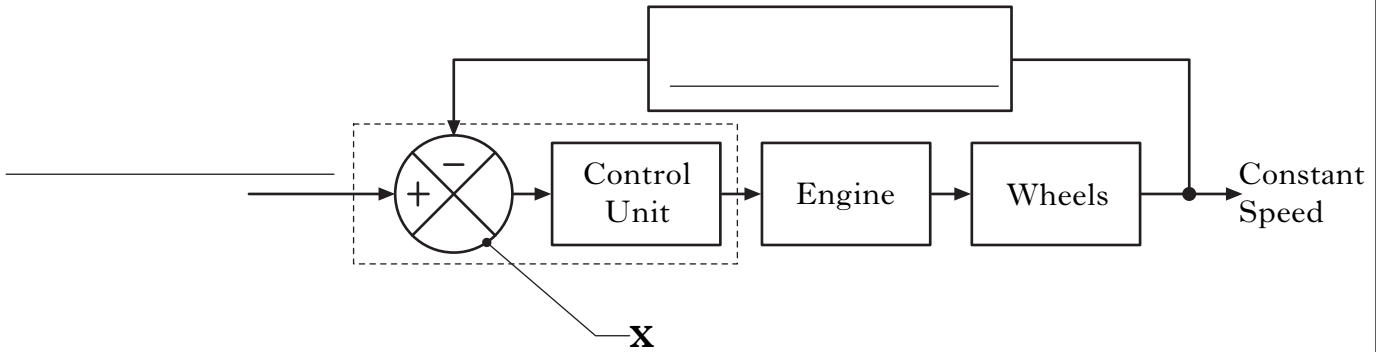 −
+
Control
Unit
Engine
Wheels
Constant
Speed
X